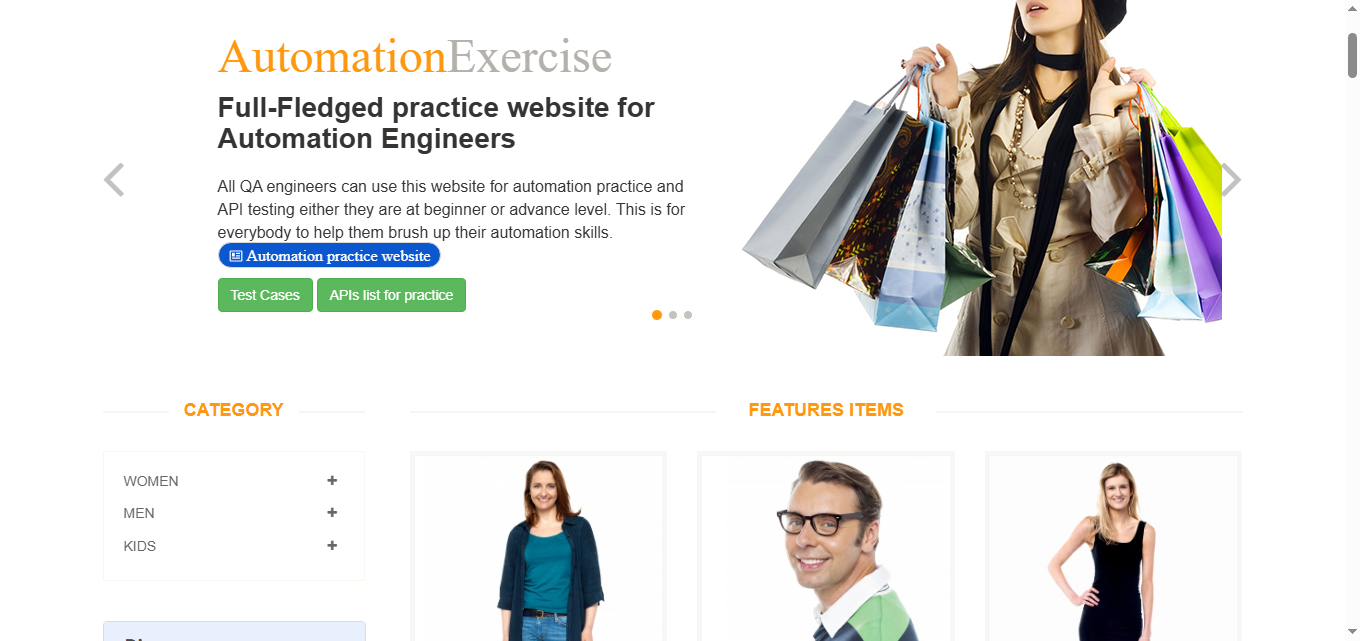 AutomationExercise
Full-Fledged practice website for
Automation Engineers
All QA engineers can use this website for automation practice and
API testing either they are at beginner or advance level. This is for
everybody to help them brush up their automation skills.
Automation practice website
Test Cases
APIs list for practice
CATEGORY
WOMEN
MEN
KIDS
FEATURES ITEMS